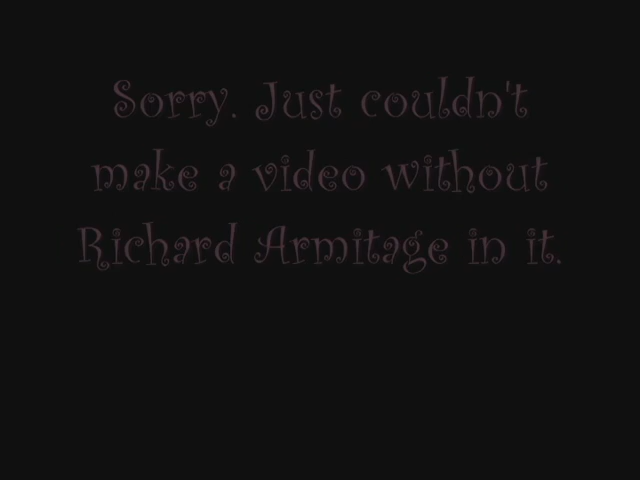 Sorry. Just couldn't
make a video without
Richard Armitage in it.